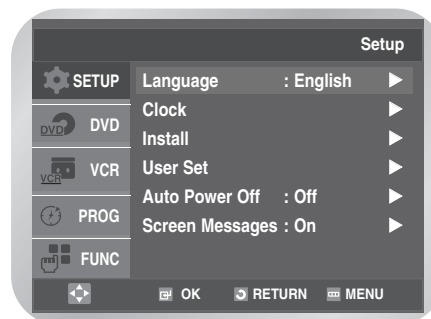 Setup
SETUP
Language : English
Clock
DVD DVD
Install
VCR VCR
User Set
Auto Power Off : Off
PROG
Screen Messages : On
FUNC
OK RETURN MENU